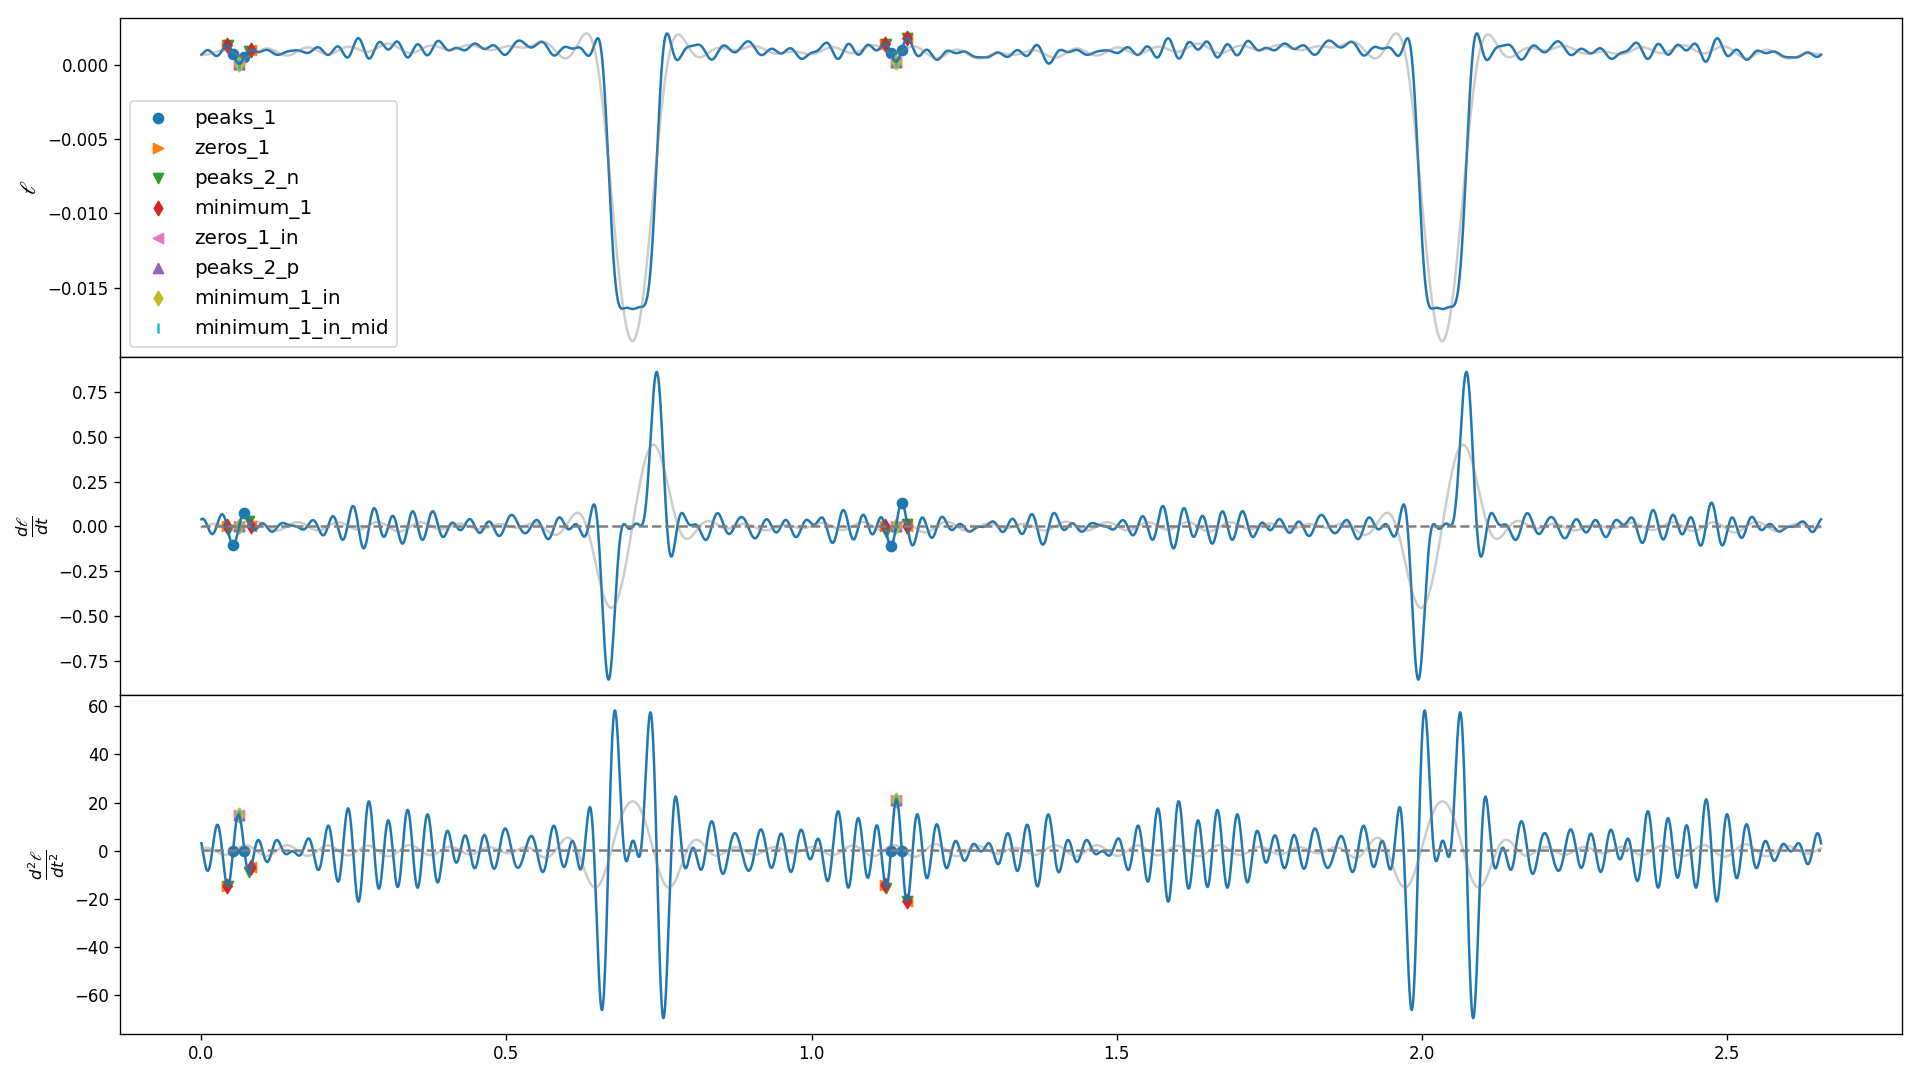 0.000
−0.005
−0.010
−0.015
ℓ
peaks_1
zeros_1
peaks_2_n
minimum_1
zeros_1_in
peaks_2_p
minimum_1_in
minimum_1_in_mid
0.75
0.50
0.25
0.00
−0.25
−0.50
−0.75
dℓ
dt
60
40
20
0
−20
−40
−60
d²ℓ
dt²
0.0 0.5 1.0 1.5 2.0 2.5